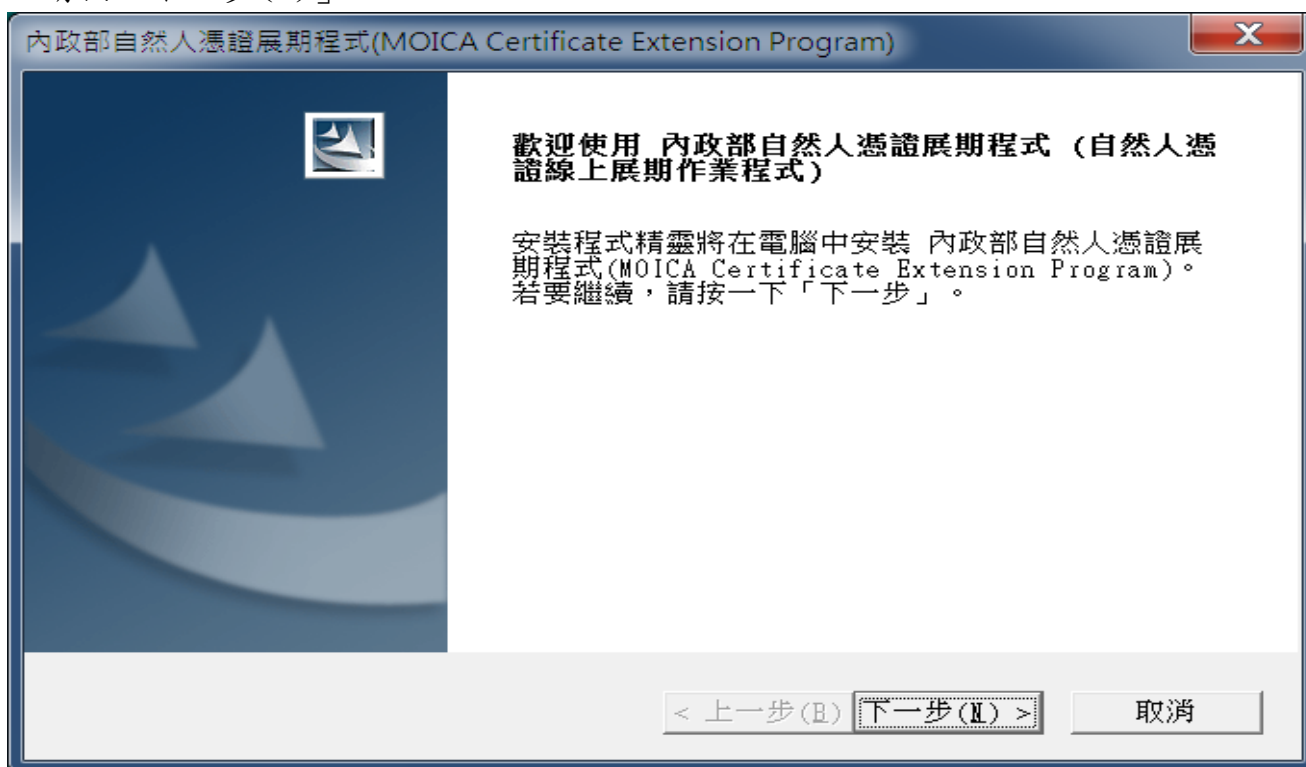 內政部自然人憑證展期程式(MOICA Certificate Extension Program)
歡迎使用 內政部自然人憑證展期程式 (自然人憑
證線上展期作業程式)
安裝程式精靈將在電腦中安裝 內政部自然人憑證展
期程式(MOICA Certificate Extension Program)。
若要繼續，請按一下「下一步」。
< 上一步(B) 下一步(N) > 取消